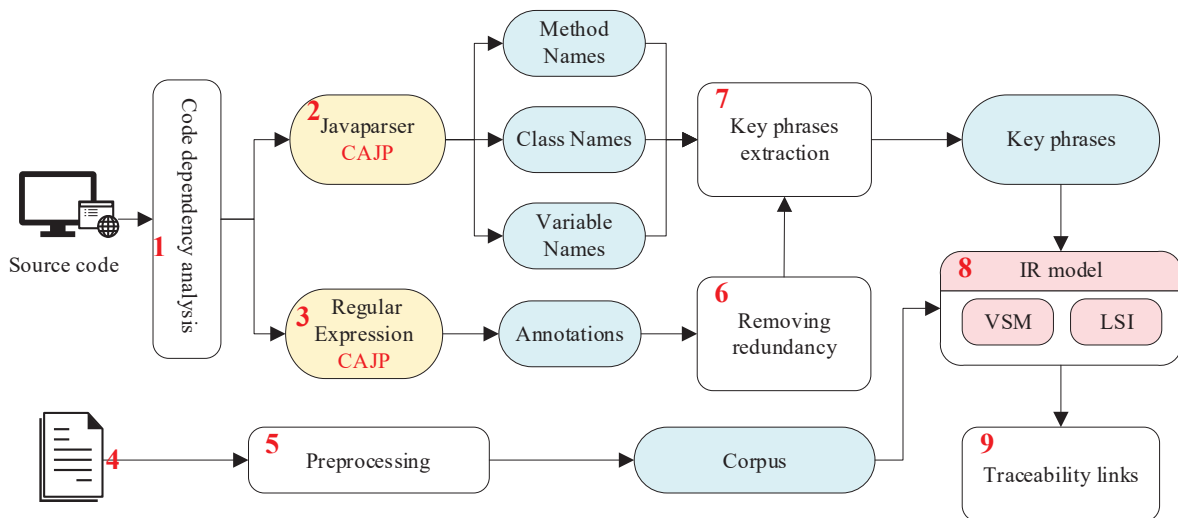 Source code
1
Code dependency analysis
2
Javaparser
CAJP
3
Regular
Expression
CAJP
Method
Names
Class Names
Variable
Names
Annotations
7
Key phrases
extraction
6
Removing
redundancy
Key phrases
8
IR model
VSM
LSI
4
5
Preprocessing
Corpus
9
Traceability links